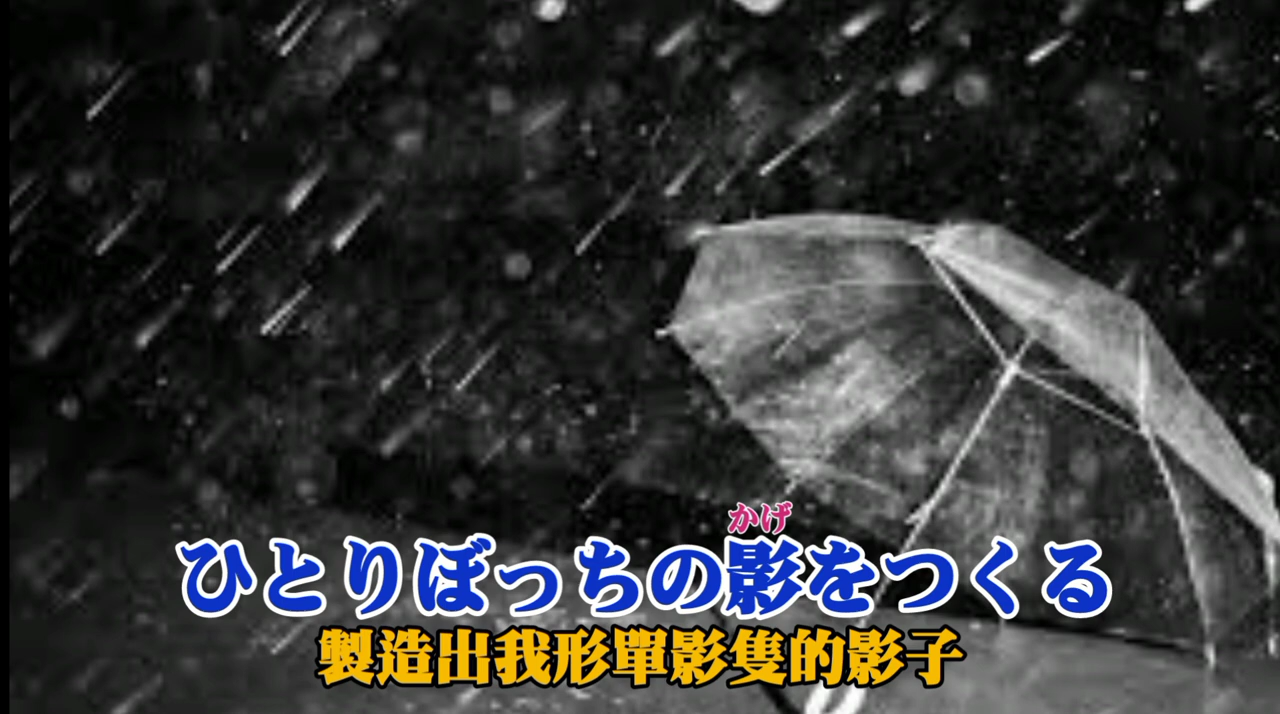 かげ
ひとりぼっちの影をつくる
製造出我形單影隻的影子